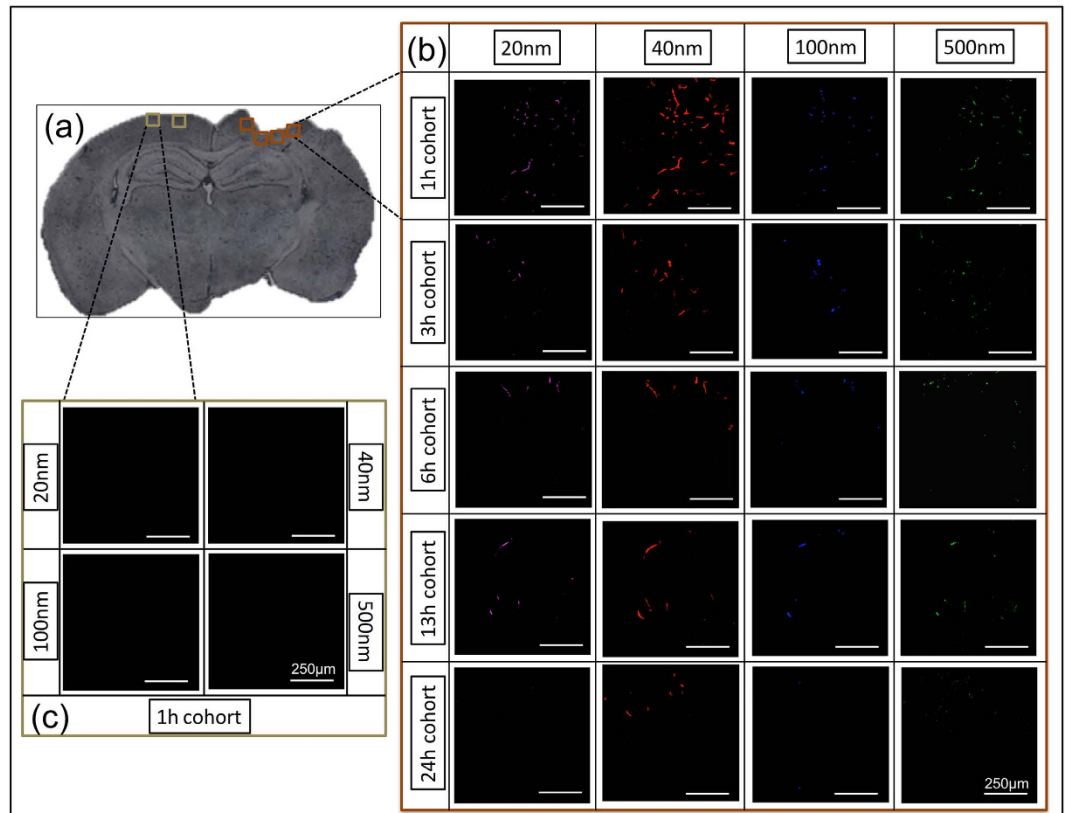 (a)
(b)
20nm
40nm
100nm
500nm
1h cohort
3h cohort
6h cohort
13h cohort
24h cohort
250µm
20nm
40nm
100nm
500nm
250µm
(c)
1h cohort